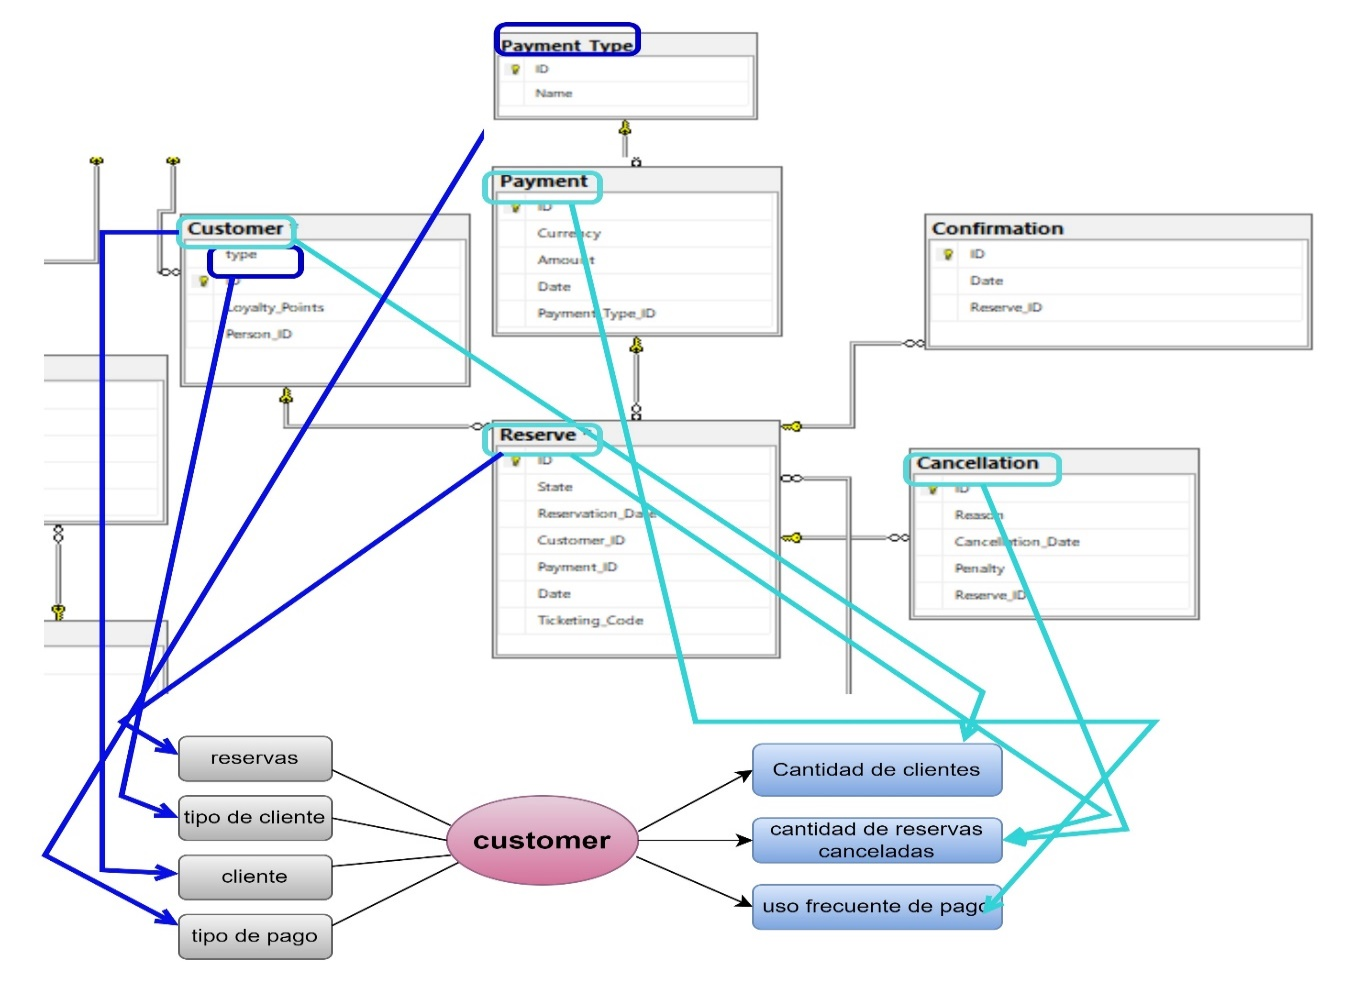 Payment_Type
ID
Name
Payment
ID
Currency
Amount
Date
Payment_Type_ID
Customer
type
ID
Loyalty_Points
Person_ID
Confirmation
ID
Date
Reserve_ID
Reserve
ID
State
Reservation_Date
Customer_ID
Payment_ID
Date
Ticketing_Code
Cancellation
ID
Reason
Cancellation_Date
Penalty
Reserve_ID
reservas
tipo de cliente
cliente
tipo de pago
customer
Cantidad de clientes
cantidad de reservas
canceladas
uso frecuente de pago